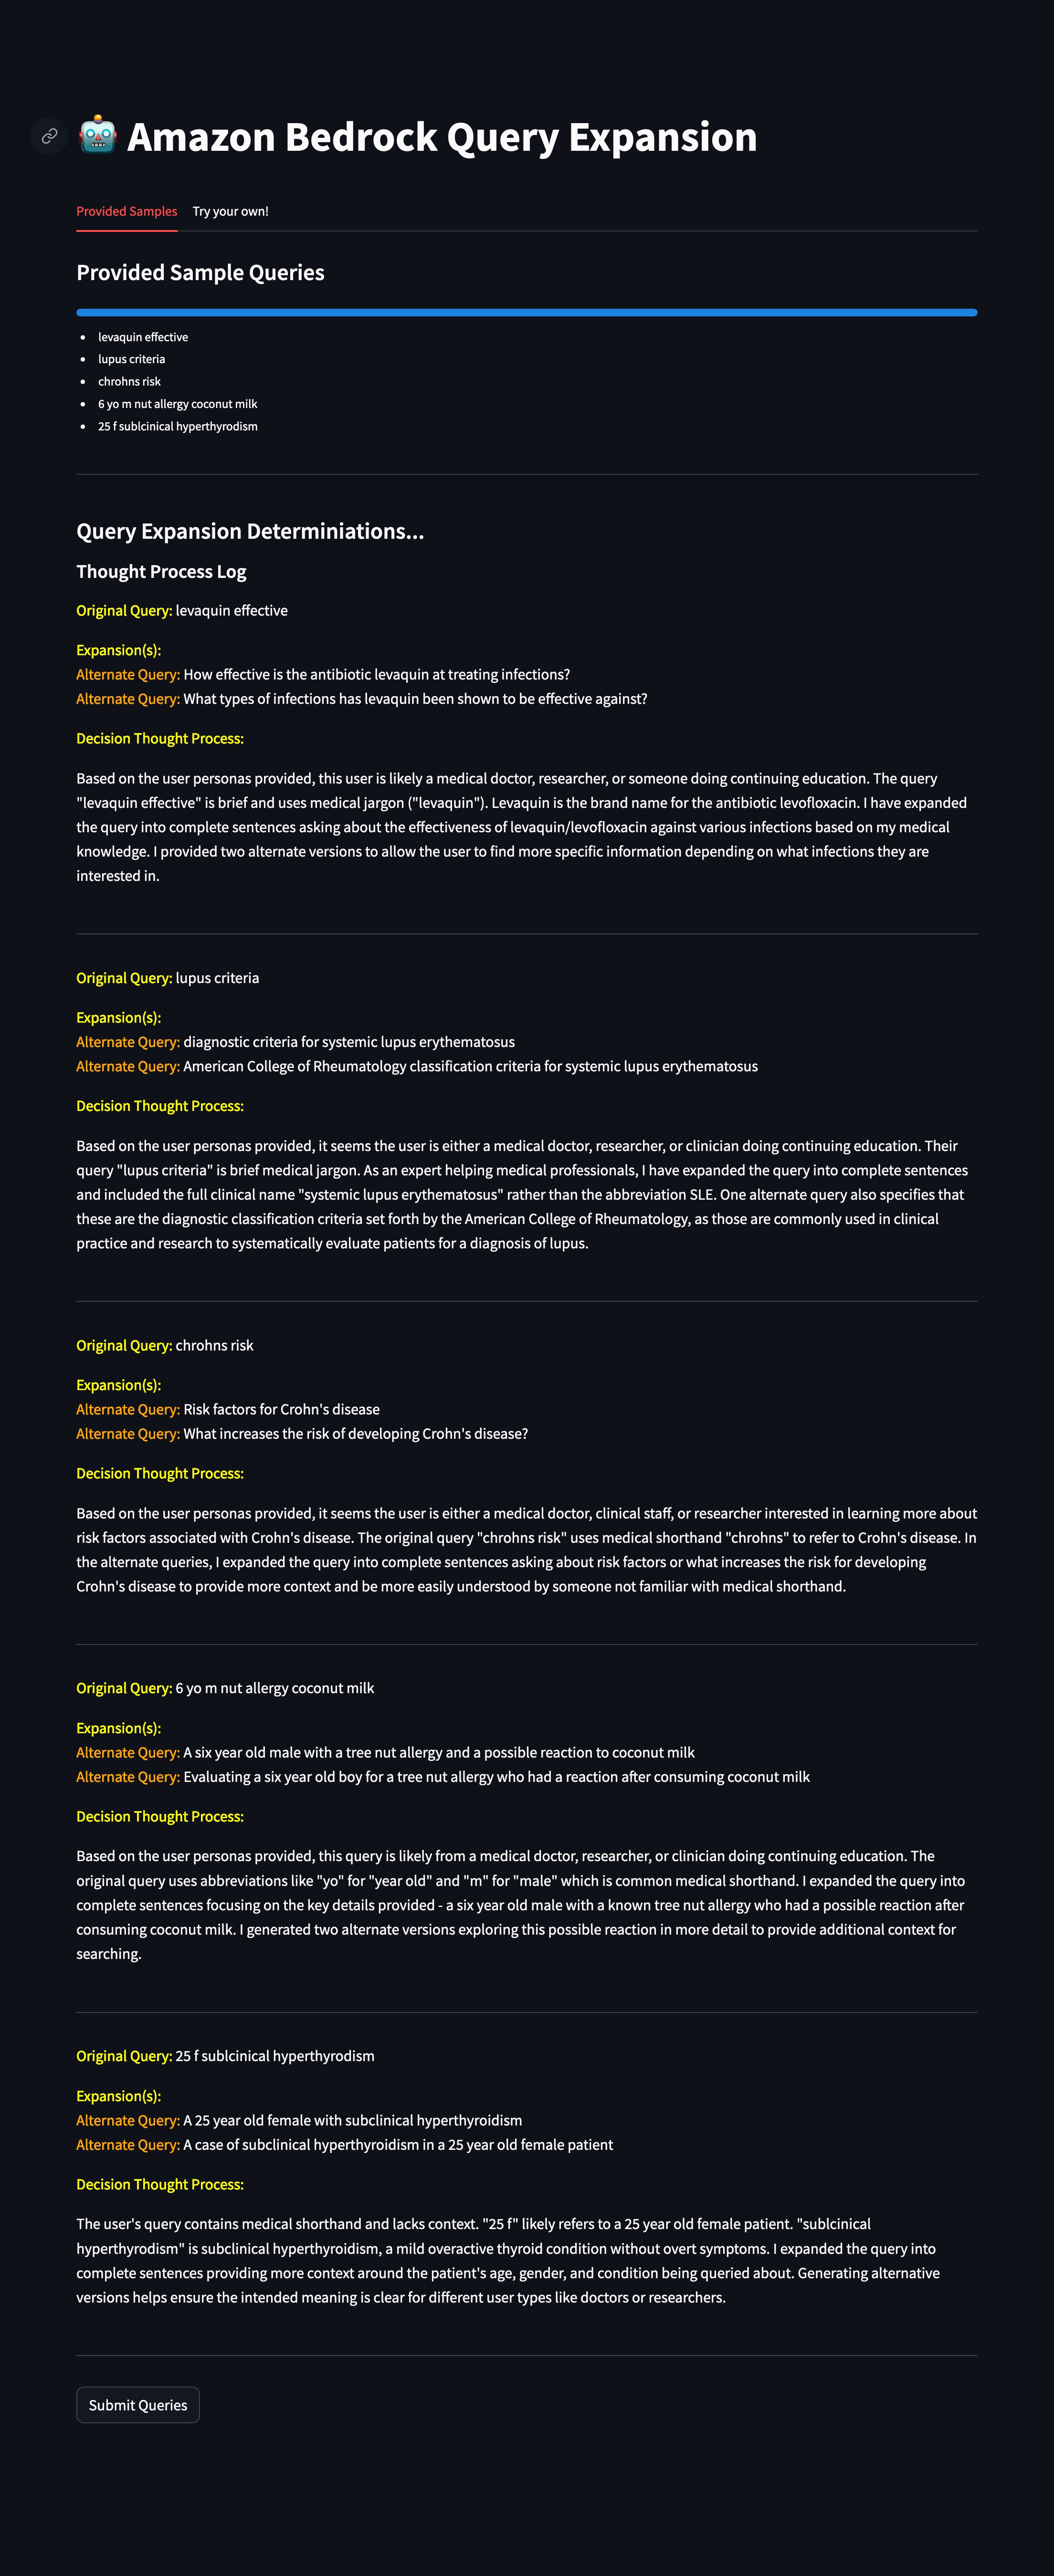 Amazon Bedrock Query Expansion
Provided Samples
Try your own!
Provided Sample Queries
levaquin effective
lupus criteria
chrohns risk
6 yo m nut allergy coconut milk
25 f sublcinical hyperthyrodism
Query Expansion Determiniations...
Thought Process Log
Original Query: levaquin effective
Expansion(s):
Alternate Query: How effective is the antibiotic levaquin at treating infections?
Alternate Query: What types of infections has levaquin been shown to be effective against?
Decision Thought Process:
Based on the user personas provided, this user is likely a medical doctor, researcher, or someone doing continuing education. The query
"levaquin effective" is brief and uses medical jargon ("levaquin"). Levaquin is the brand name for the antibiotic levofloxacin. I have expanded
the query into complete sentences asking about the effectiveness of levaquin/levofloxacin against various infections based on my medical
knowledge. I provided two alternate versions to allow the user to find more specific information depending on what infections they are
interested in.
Original Query: lupus criteria
Expansion(s):
Alternate Query: diagnostic criteria for systemic lupus erythematosus
Alternate Query: American College of Rheumatology classification criteria for systemic lupus erythematosus
Decision Thought Process:
Based on the user personas provided, it seems the user is either a medical doctor, researcher, or clinician doing continuing education. Their
query "lupus criteria" is brief medical jargon. As an expert helping medical professionals, I have expanded the query into complete sentences
and included the full clinical name "systemic lupus erythematosus" rather than the abbreviation SLE. One alternate query also specifies that
these are the diagnostic classification criteria set forth by the American College of Rheumatology, as those are commonly used in clinical
practice and research to systematically evaluate patients for a diagnosis of lupus.
Original Query: chrohns risk
Expansion(s):
Alternate Query: Risk factors for Crohn's disease
Alternate Query: What increases the risk of developing Crohn's disease?
Decision Thought Process:
Based on the user personas provided, it seems the user is either a medical doctor, clinical staff, or researcher interested in learning more about
risk factors associated with Crohn's disease. The original query "chrohns risk" uses medical shorthand "chrohns" to refer to Crohn's disease. In
the alternate queries, I expanded the query into complete sentences asking about risk factors or what increases the risk for developing
Crohn's disease to provide more context and be more easily understood by someone not familiar with medical shorthand.
Original Query: 6 yo m nut allergy coconut milk
Expansion(s):
Alternate Query: A six year old male with a tree nut allergy and a possible reaction to coconut milk
Alternate Query: Evaluating a six year old boy for a tree nut allergy who had a reaction after consuming coconut milk
Decision Thought Process:
Based on the user personas provided, this query is likely from a medical doctor, researcher, or clinician doing continuing education. The
original query uses abbreviations like "yo" for "year old" and "m" for "male" which is common medical shorthand. I expanded the query into
complete sentences focusing on the key details provided - a six year old male with a known tree nut allergy who had a possible reaction after
consuming coconut milk. I generated two alternate versions exploring this possible reaction in more detail to provide additional context for
searching.
Original Query: 25 f sublcinical hyperthyrodism
Expansion(s):
Alternate Query: A 25 year old female with subclinical hyperthyroidism
Alternate Query: A case of subclinical hyperthyroidism in a 25 year old female patient
Decision Thought Process:
The user's query contains medical shorthand and lacks context. "25 f" likely refers to a 25 year old female patient. "sublcinical
hyperthyrodism" is subclinical hyperthyroidism, a mild overactive thyroid condition without overt symptoms. I expanded the query into
complete sentences providing more context around the patient's age, gender, and condition being queried about. Generating alternative
versions helps ensure the intended meaning is clear for different user types like doctors or researchers.
Submit Queries